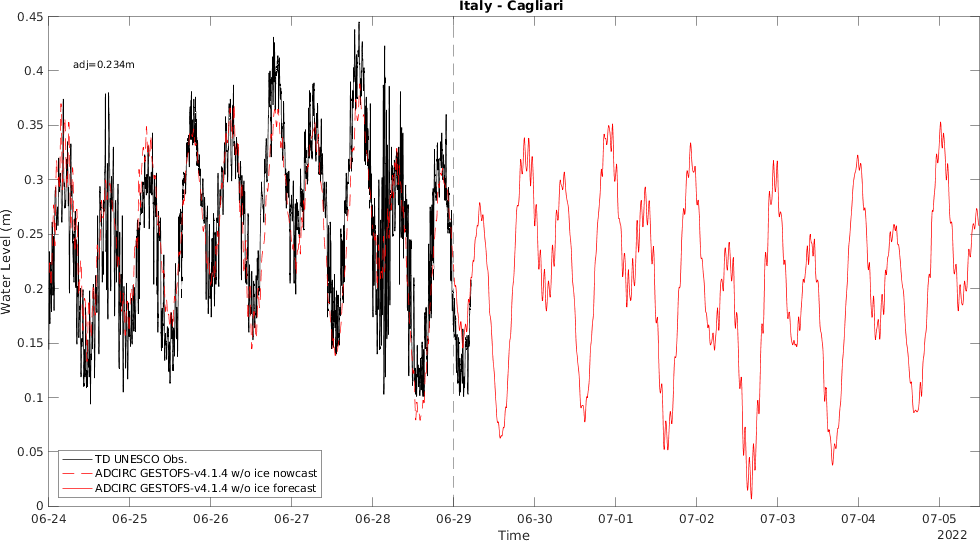 Italy - Cagliari
0.45
0.4
0.35
0.3
0.25
0.2
0.15
0.1
0.05
0
Water Level (m)
adj=0.234m
TD UNESCO Obs.
ADCIRC GESTOFS-v4.1.4 w/o ice nowcast
ADCIRC GESTOFS-v4.1.4 w/o ice forecast
06-24 06-25 06-26 06-27 06-28 06-29 06-30 07-01 07-02 07-03 07-04 07-05
Time
2022